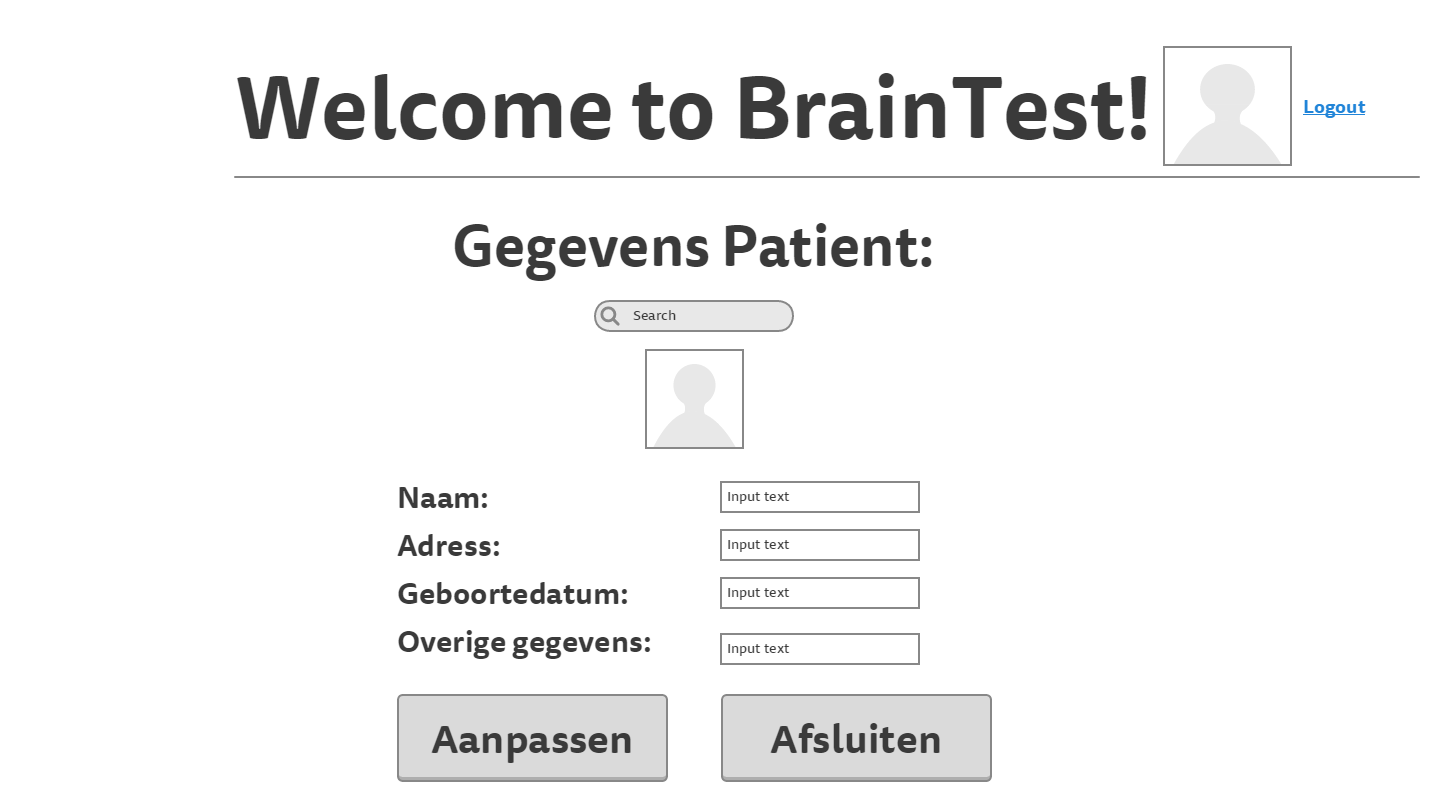 Welcome to BrainTest!
Logout
Gegevens Patient:
Search
Naam:
Input text
Adress:
Input text
Geboortedatum:
Input text
Overige gegevens:
Input text
Aanpassen
Afsluiten